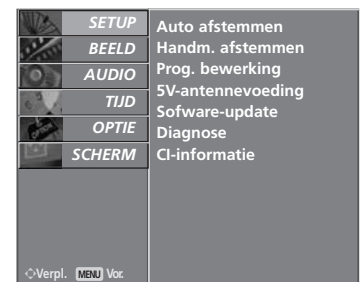 SETUP
BEELD
AUDIO
TIJD
OPTIE
SCHERM
Verpl. MENU Vor.
Auto afstemmen
Handm. afstemmen
Prog. bewerking
5V-antennevoeding
Sofware-update
Diagnose
CI-informatie